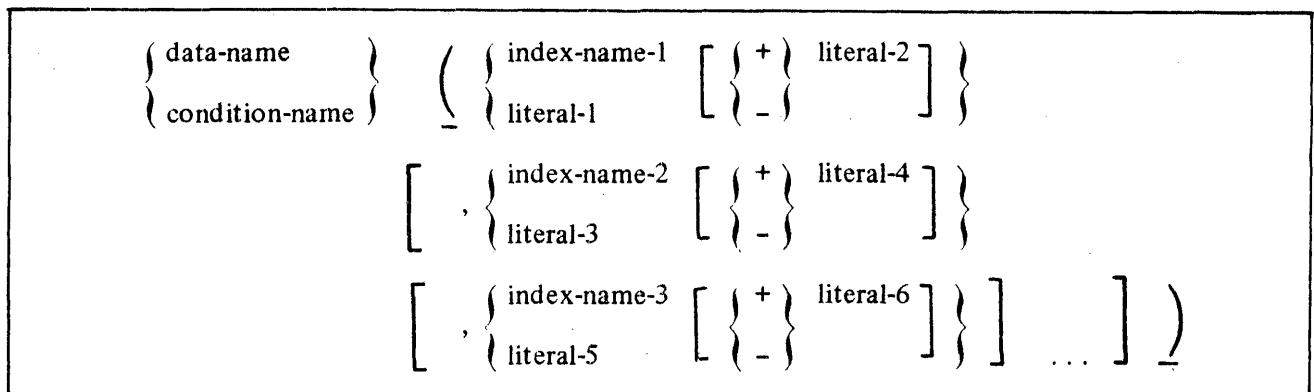 { data-name } ( { index-name-1 [ { + } literal-2 ] }
{ condition-name } { literal-1 [ { - } ] }
[ , { index-name-2 [ { + } literal-4 ] }
{ literal-3 [ { - } ] }
[ , { index-name-3 [ { + } literal-6 ] } ] ... ] )
{ literal-5 [ { - } ] }